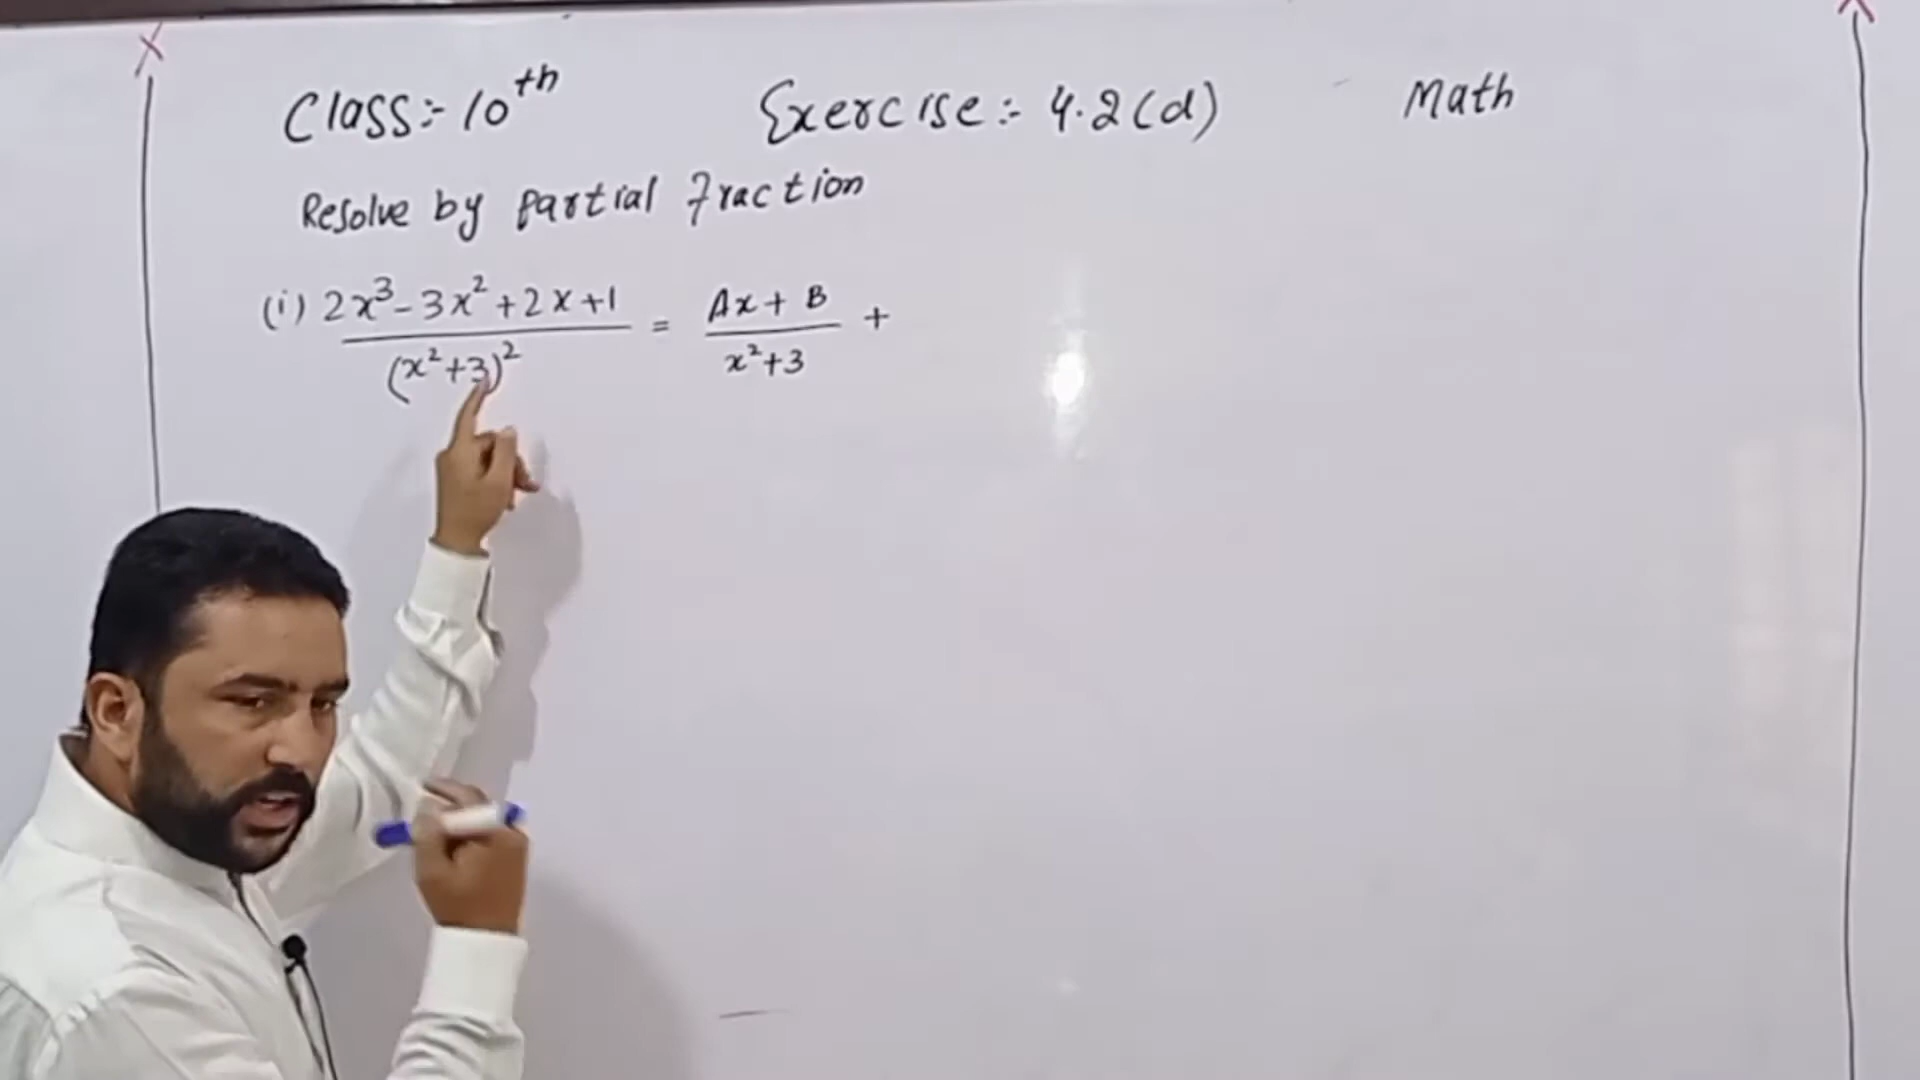 Class:- 10th Exercise:- 4.2(d) Math
Resolve by Partial Fraction
(i) 2x³-3x²+2x+1 / (x²+3)² = Ax+B / x²+3 +